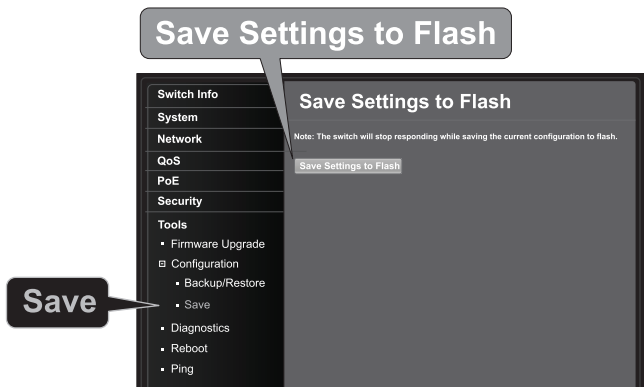 Save Settings to Flash
Switch Info
System
Network
QoS
PoE
Security
Tools
Firmware Upgrade
Configuration
Backup/Restore
Save
Diagnostics
Reboot
Ping
Save Settings to Flash
Note: The switch will stop responding while saving the current configuration to flash.
Save Settings to Flash
Save